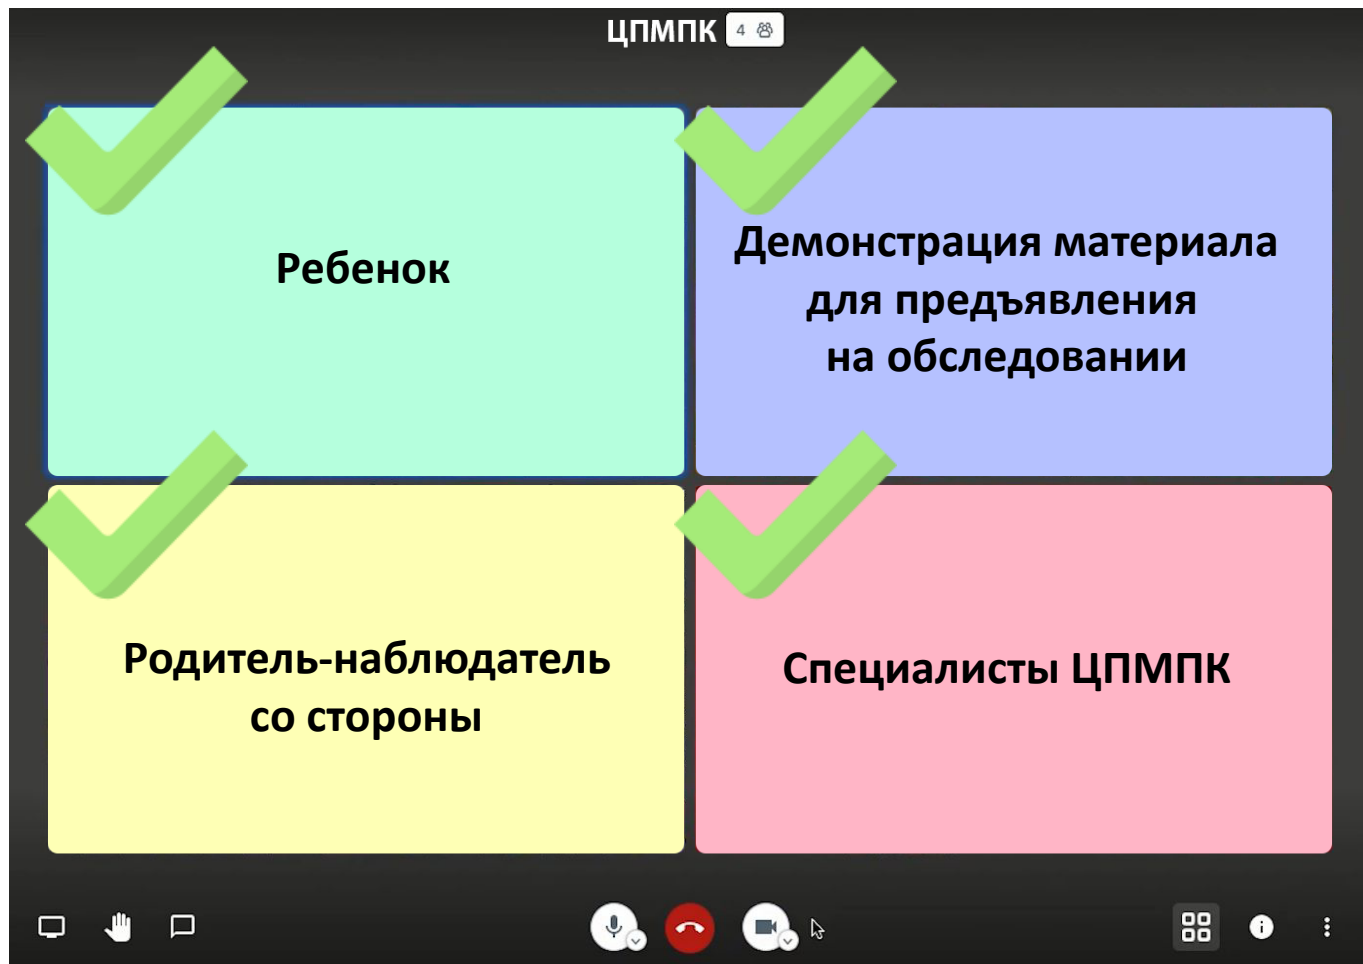 ЦПМПК 4
Ребенок
Демонстрация материала
для предъявления
на обследовании
Родитель-наблюдатель
со стороны
Специалисты ЦПМПК